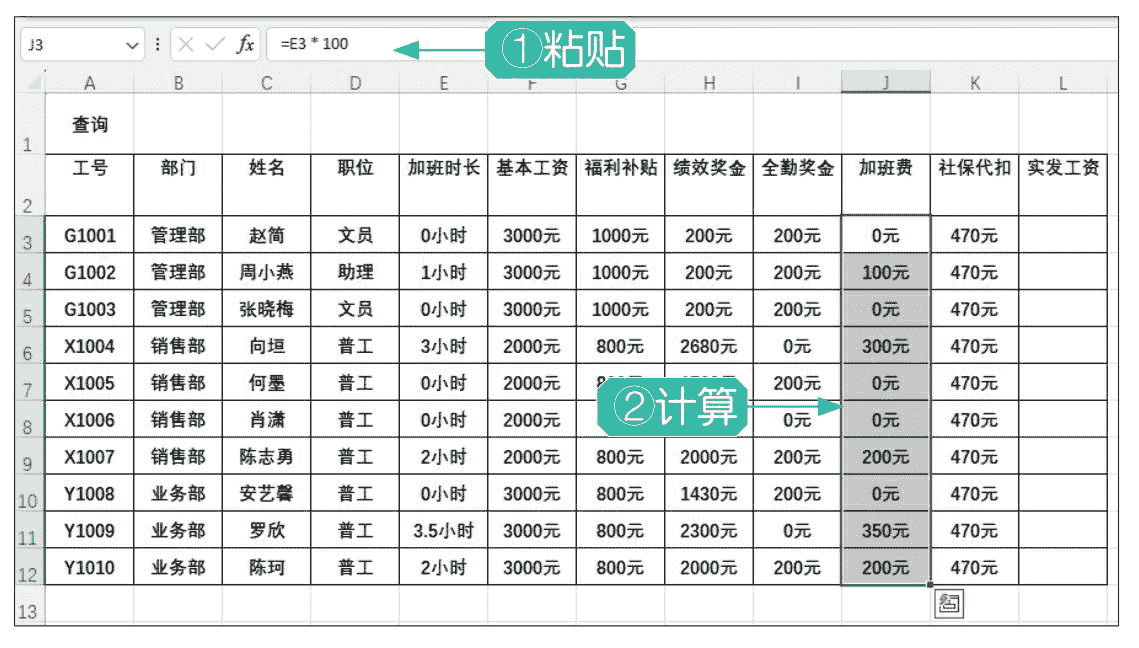 J3 fx =E3 * 100
①粘贴
A B C D E F G H I J K L
1 查询
2 工号 部门 姓名 职位 加班时长 基本工资 福利补贴 绩效奖金 全勤奖金 加班费 社保代扣 实发工资
3 G1001 管理部 赵简 文员 0小时 3000元 1000元 200元 200元 0元 470元
4 G1002 管理部 周小燕 助理 1小时 3000元 1000元 200元 200元 100元 470元
5 G1003 管理部 张晓梅 文员 0小时 3000元 1000元 200元 200元 0元 470元
6 X1004 销售部 向垣 普工 3小时 2000元 800元 2680元 0元 300元 470元
7 X1005 销售部 何墨 普工 0小时 2000元 200元 0元 470元
②计算
8 X1006 销售部 肖潇 普工 0小时 2000元 0元 0元 470元
9 X1007 销售部 陈志勇 普工 2小时 2000元 800元 2000元 200元 200元 470元
10 Y1008 业务部 安艺馨 普工 0小时 3000元 800元 1430元 200元 0元 470元
11 Y1009 业务部 罗欣 普工 3.5小时 3000元 800元 2300元 0元 350元 470元
12 Y1010 业务部 陈珂 普工 2小时 3000元 800元 2000元 200元 200元 470元
13